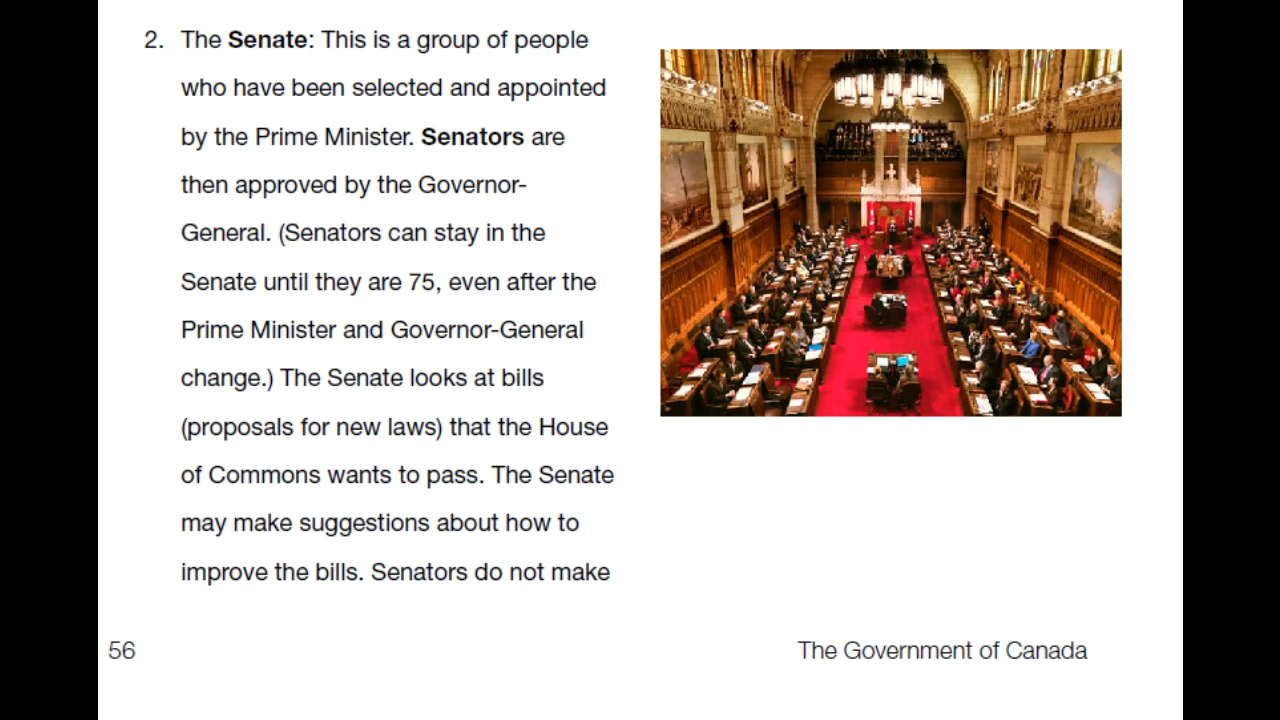 2. The Senate: This is a group of people
who have been selected and appointed
by the Prime Minister. Senators are
then approved by the Governor-
General. (Senators can stay in the
Senate until they are 75, even after the
Prime Minister and Governor-General
change.) The Senate looks at bills
(proposals for new laws) that the House
of Commons wants to pass. The Senate
may make suggestions about how to
improve the bills. Senators do not make
56
The Government of Canada